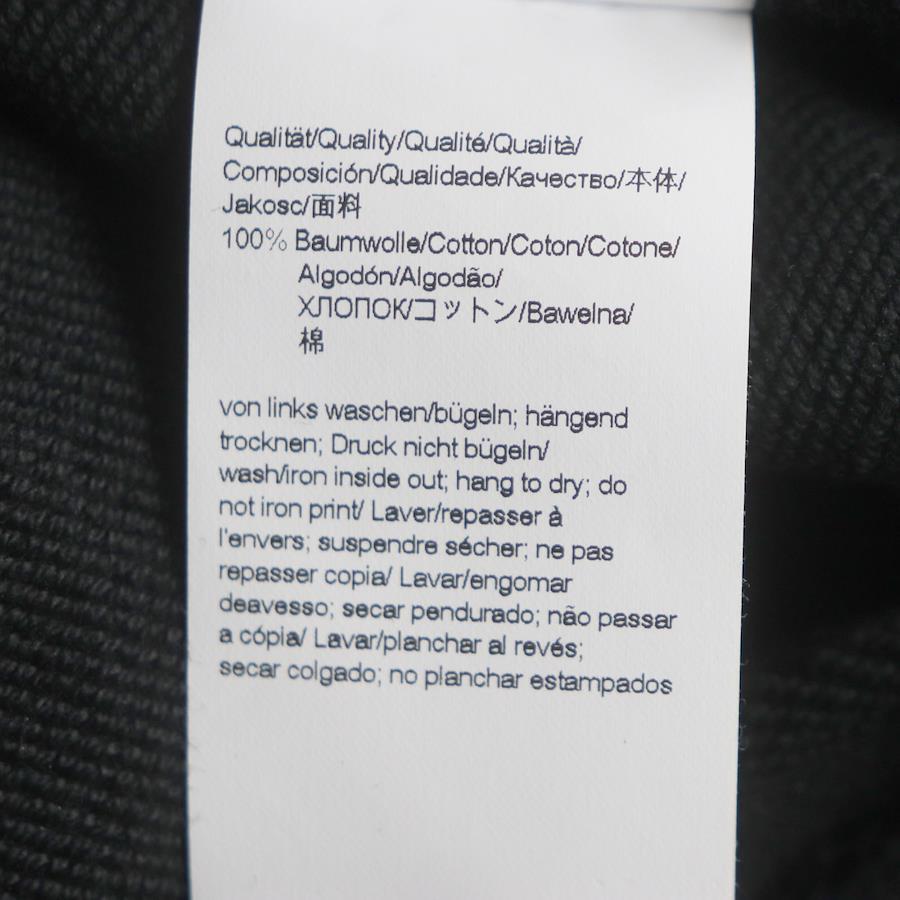 Qualität/Quality/Qualité/Qualità/
Composición/Qualidade/Качество/本体/
Jakosc/面料
100% Baumwolle/Cotton/Coton/Cotone/
Algodón/Algodão/
ХЛОПОК/コットン/Bawelna/
棉
von links waschen/bügeln; hängend
trocknen; Druck nicht bügeln/
wash/iron inside out; hang to dry; do
not iron print/ Laver/repasser à
l'envers; suspendre sécher; ne pas
repasser copia/ Lavar/engomar
deavesso; secar pendurado; não passar
a cópia/ Lavar/planchar al revés;
secar colgado; no planchar estampados